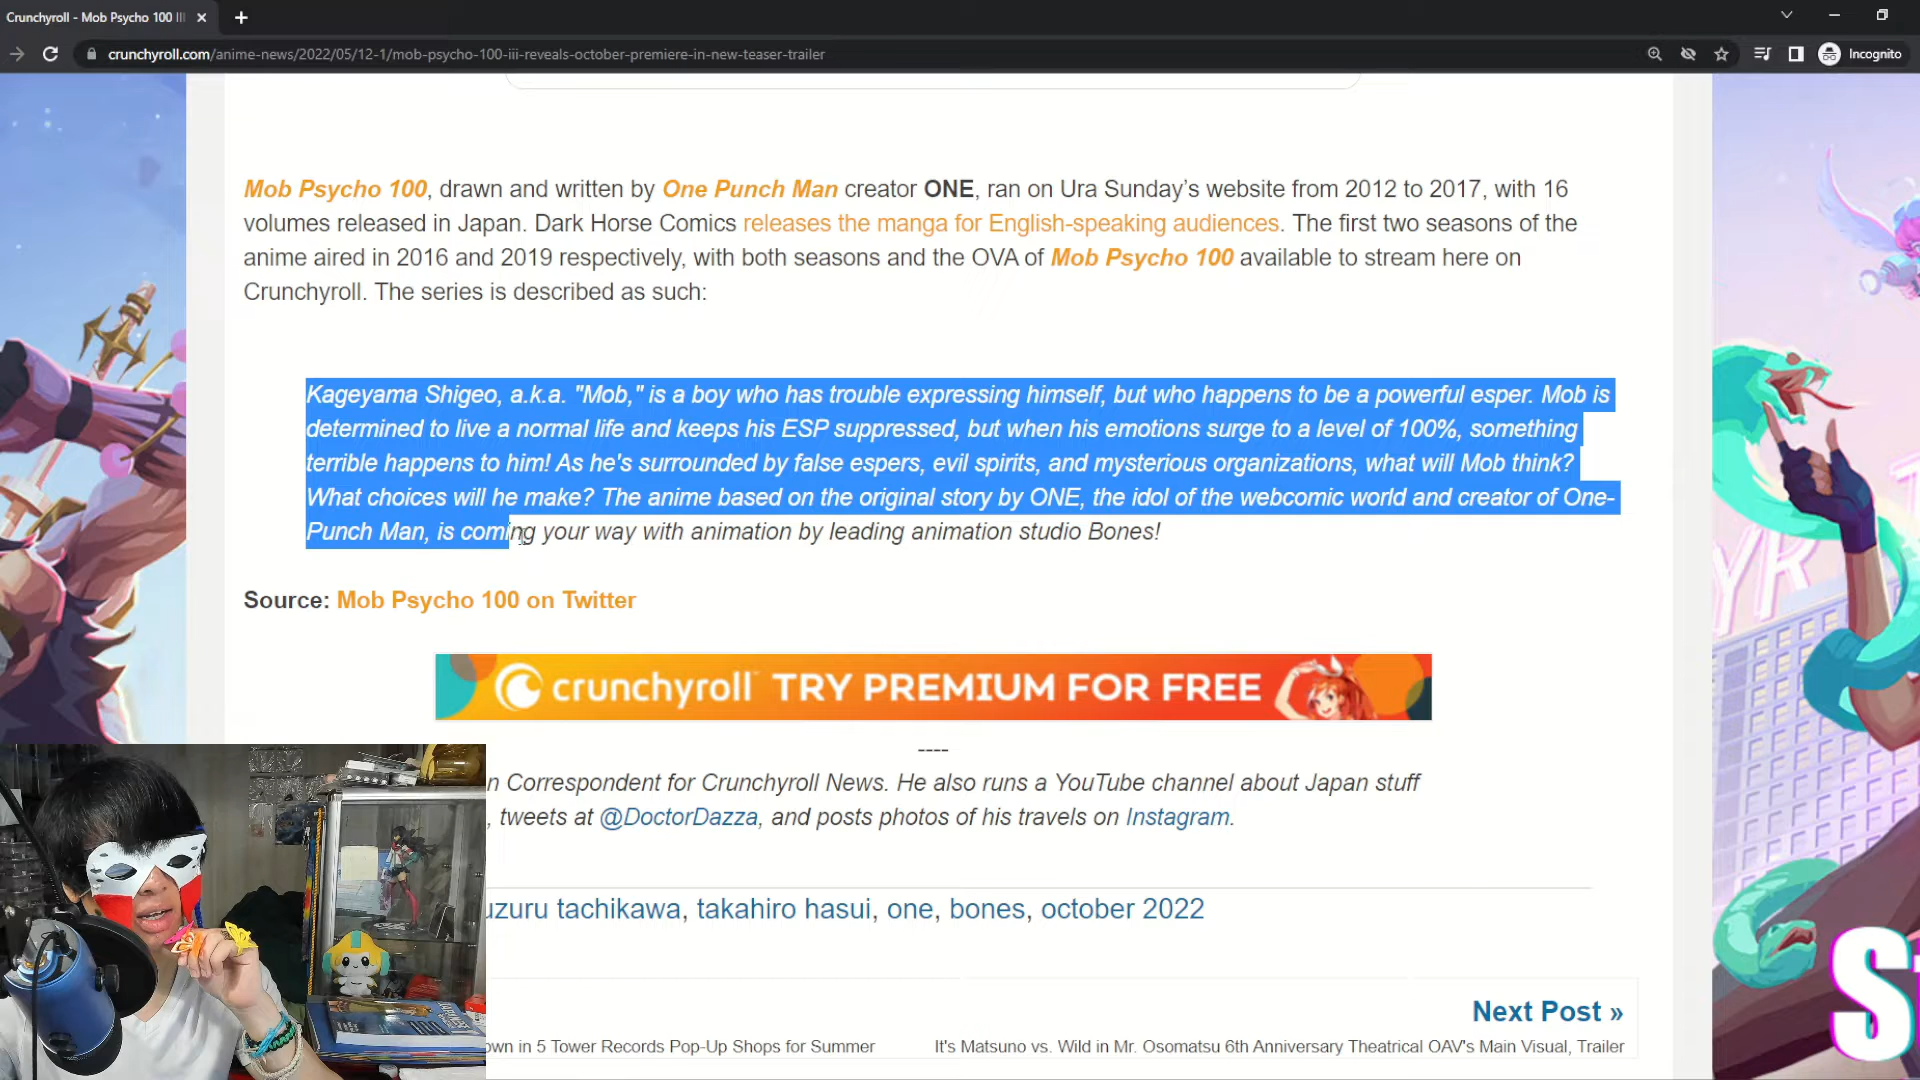 Crunchyroll - Mob Psycho 100 III
crunchyroll.com/anime-news/2022/05/12-1/mob-psycho-100-iii-reveals-october-premiere-in-new-teaser-trailer
Incognito
Mob Psycho 100, drawn and written by One Punch Man creator ONE, ran on Ura Sunday’s website from 2012 to 2017, with 16
volumes released in Japan. Dark Horse Comics releases the manga for English-speaking audiences. The first two seasons of the
anime aired in 2016 and 2019 respectively, with both seasons and the OVA of Mob Psycho 100 available to stream here on
Crunchyroll. The series is described as such:
Kageyama Shigeo, a.k.a. "Mob," is a boy who has trouble expressing himself, but who happens to be a powerful esper. Mob is
determined to live a normal life and keeps his ESP suppressed, but when his emotions surge to a level of 100%, something
terrible happens to him! As he's surrounded by false espers, evil spirits, and mysterious organizations, what will Mob think?
What choices will he make? The anime based on the original story by ONE, the idol of the webcomic world and creator of One-
Punch Man, is coming your way with animation by leading animation studio Bones!
Source: Mob Psycho 100 on Twitter
crunchyroll TRY PREMIUM FOR FREE
----
n Correspondent for Crunchyroll News. He also runs a YouTube channel about Japan stuff
, tweets at @DoctorDazza, and posts photos of his travels on Instagram.
uzuru tachikawa, takahiro hasui, one, bones, october 2022
Next Post »
own in 5 Tower Records Pop-Up Shops for Summer
It's Matsuno vs. Wild in Mr. Osomatsu 6th Anniversary Theatrical OAV's Main Visual, Trailer